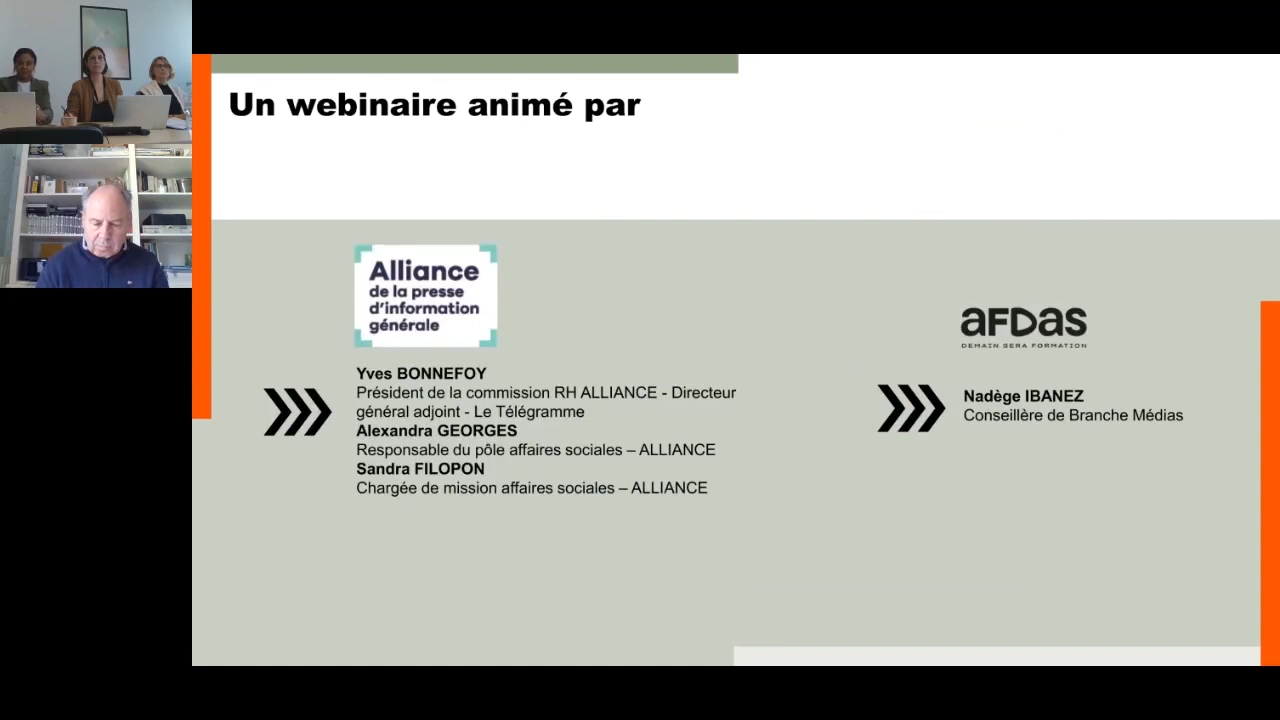 Un webinaire animé par
Alliance
de la presse
d'information
générale
Yves BONNEFOY
Président de la commission RH ALLIANCE - Directeur
général adjoint - Le Télégramme
Alexandra GEORGES
Responsable du pôle affaires sociales – ALLIANCE
Sandra FILOPON
Chargée de mission affaires sociales – ALLIANCE
aFDas
DEMAIN SERA FORMATION
Nadège IBANEZ
Conseillère de Branche Médias